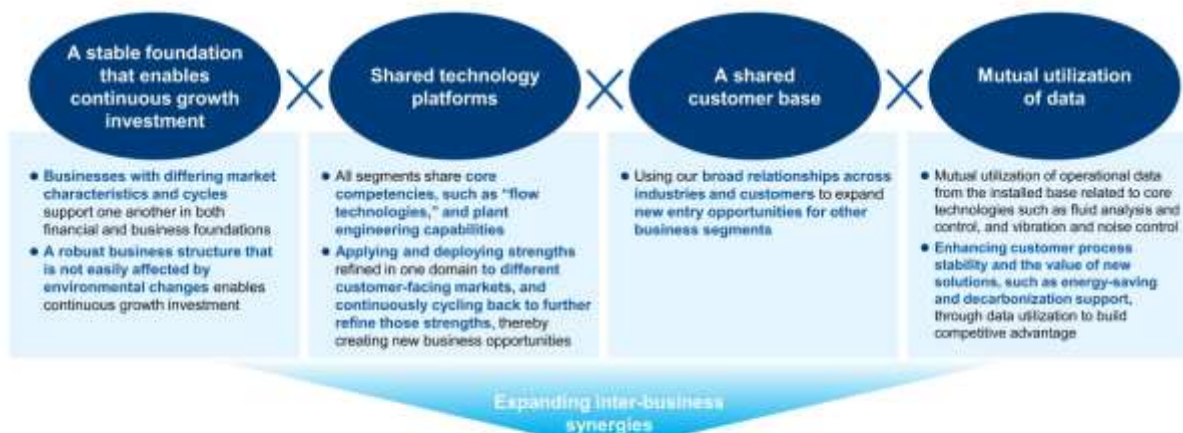 A stable foundation
that enables
continuous growth
investment
Shared technology
platforms
A shared
customer base
Mutual utilization
of data
● Businesses with differing market
characteristics and cycles
support one another in both
financial and business foundations
● A robust business structure that
is not easily affected by
environmental changes enables
continuous growth investment
● All segments share core
competencies, such as “flow
technologies,” and plant
engineering capabilities
● Applying and deploying strengths
refined in one domain to different
customer-facing markets, and
continuously cycling back to further
refine those strengths, thereby
creating new business opportunities
● Using our broad relationships across
industries and customers to expand
new entry opportunities for other
business segments
● Mutual utilization of operational data
from the installed base related to core
technologies such as fluid analysis and
control, and vibration and noise control
● Enhancing customer process
stability and the value of new
solutions, such as energy-saving
and decarbonization support,
through data utilization to build
competitive advantage
Expanding inter-business
synergies